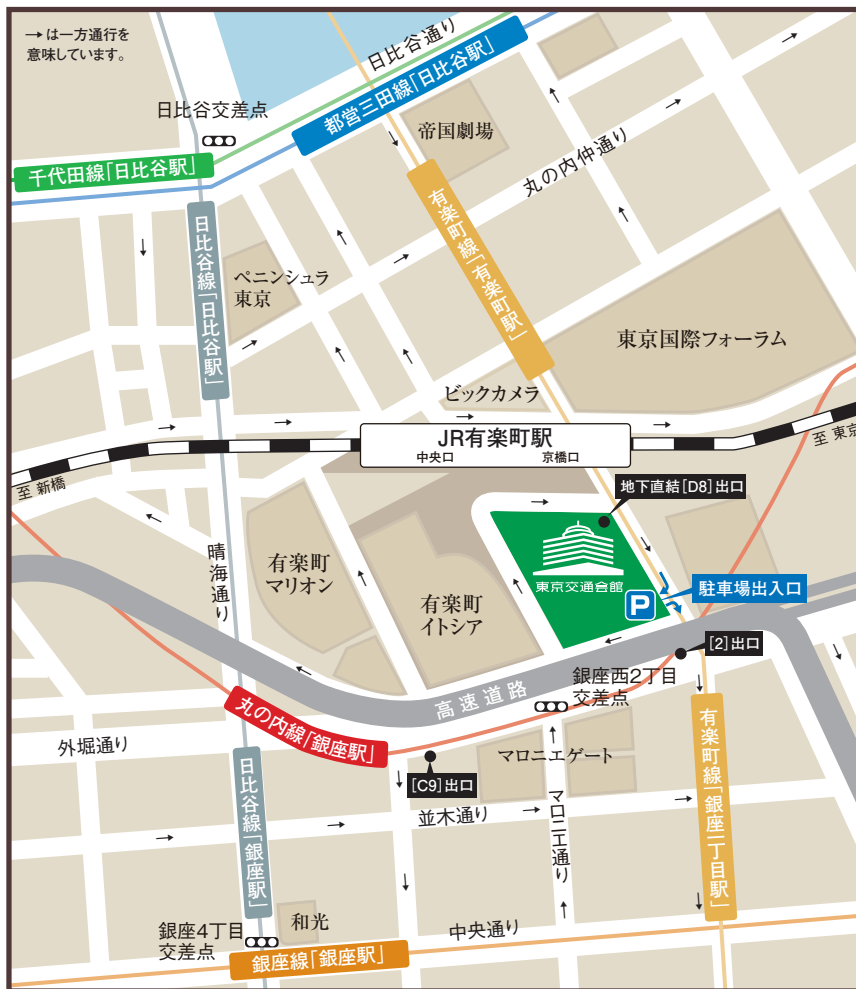 →は一方通行を
意味しています。
日比谷通り
都営三田線「日比谷駅」
日比谷交差点
帝国劇場
千代田線「日比谷駅」
丸の内仲通り
有楽町線「有楽町駅」
日比谷線「日比谷駅」
ペニンシュラ
東京
東京国際フォーラム
ビックカメラ
JR有楽町駅
中央口
京橋口
至 東京
至 新橋
地下直結[D8]出口
晴海通り
有楽町
マリオン
有楽町
イトシア
東京交通会館
P
駐車場出入口
[2]出口
銀座西2丁目
交差点
高速道路
丸の内線「銀座駅」
外堀通り
有楽町線「銀座一丁目駅」
日比谷線「銀座駅」
マロニエゲート
[C9]出口
並木通り
マロニエ通り
銀座4丁目
交差点
和光
中央通り
銀座線「銀座駅」